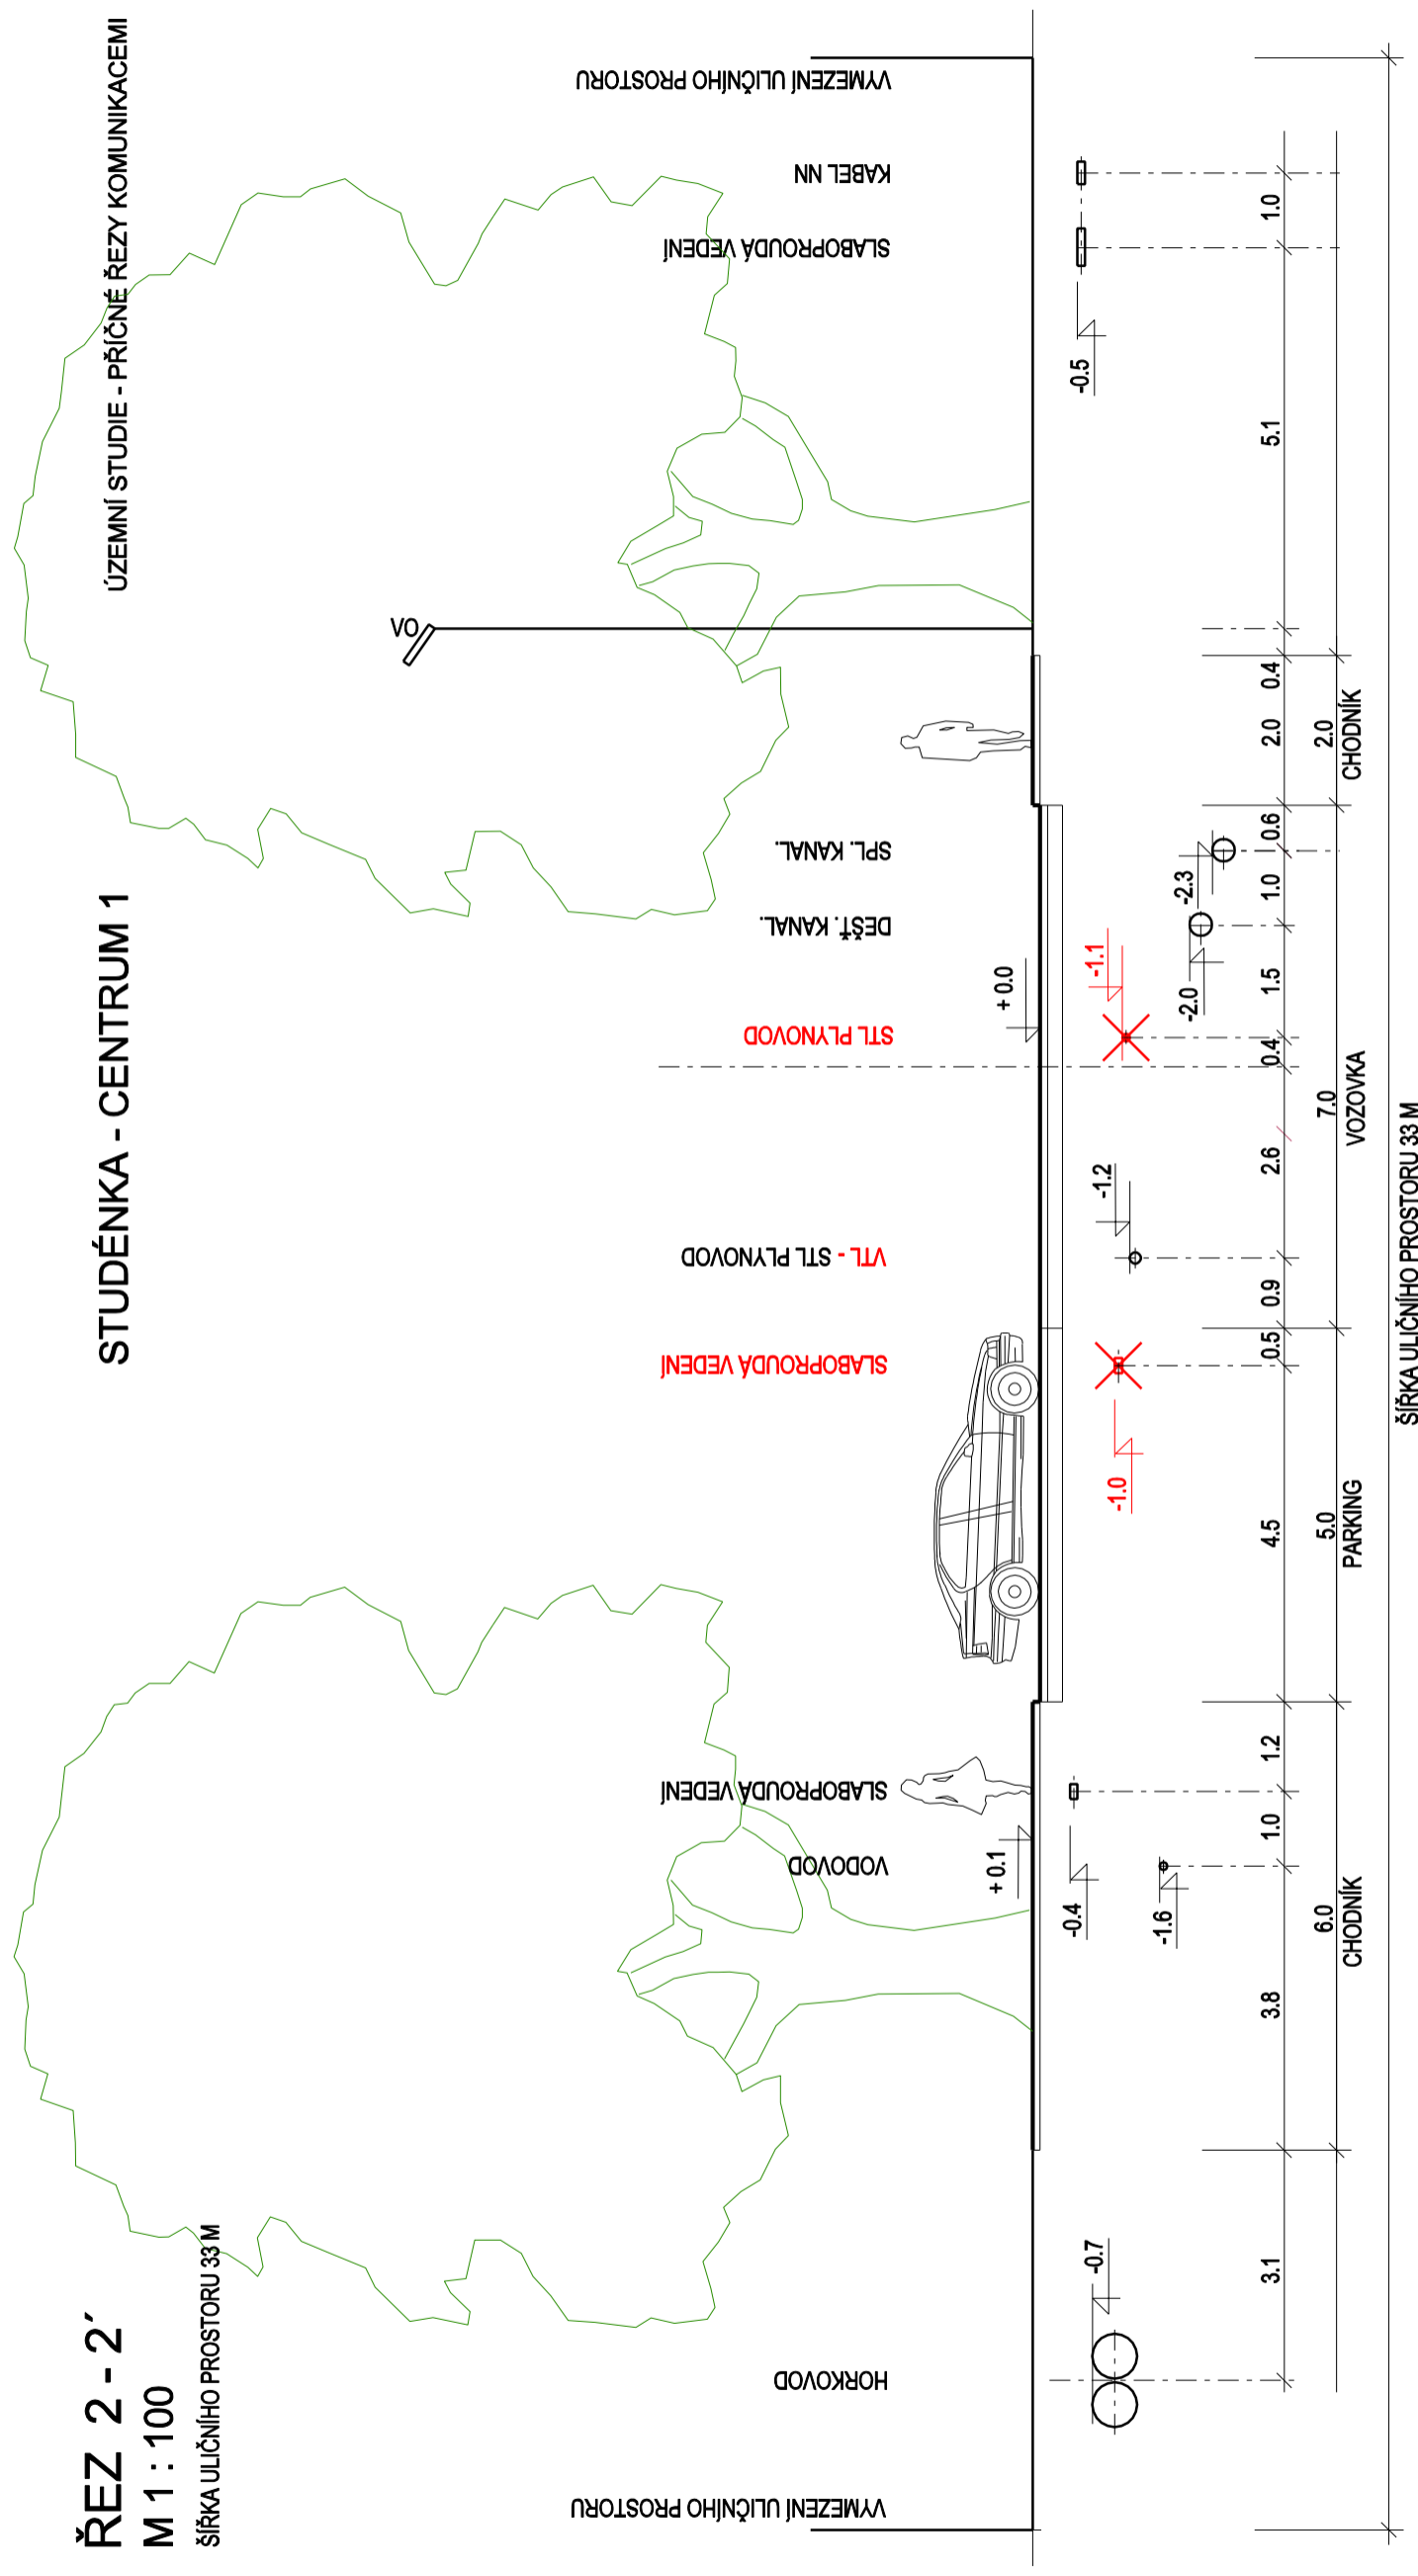 ŘEZ 2 - 2´
M 1 : 100
ŠÍŘKA ULIČNÍHO PROSTORU 33 M
STUDÉNKA - CENTRUM 1
ÚZEMNÍ STUDIE - PŘÍČNÉ ŘEZY KOMUNIKACEMI
VO
VYMEZENÍ ULIČNÍHO PROSTORU
HORKOVOD
VODOVOD
SLABOPROUDÁ VEDENÍ
SLABOPROUDÁ VEDENÍ
VTL - STL PLYNOVOD
STL PLYNOVOD
DEŠŤ. KANAL.
SPL. KANAL.
SLABOPROUDÁ VEDENÍ
KABEL NN
VYMEZENÍ ULIČNÍHO PROSTORU
+ 0.1
+ 0.0
-0.7
-0.4
-1.6
-1.0
-1.2
-1.1
-2.0
-2.3
-0.5
3.1
3.8
1.0
1.2
4.5
0.5
0.9
2.6
0.4
1.5
1.0
0.6
2.0
0.4
5.1
1.0
6.0
CHODNÍK
5.0
PARKING
7.0
VOZOVKA
2.0
CHODNÍK
ŠÍŘKA ULIČNÍHO PROSTORU 33 M